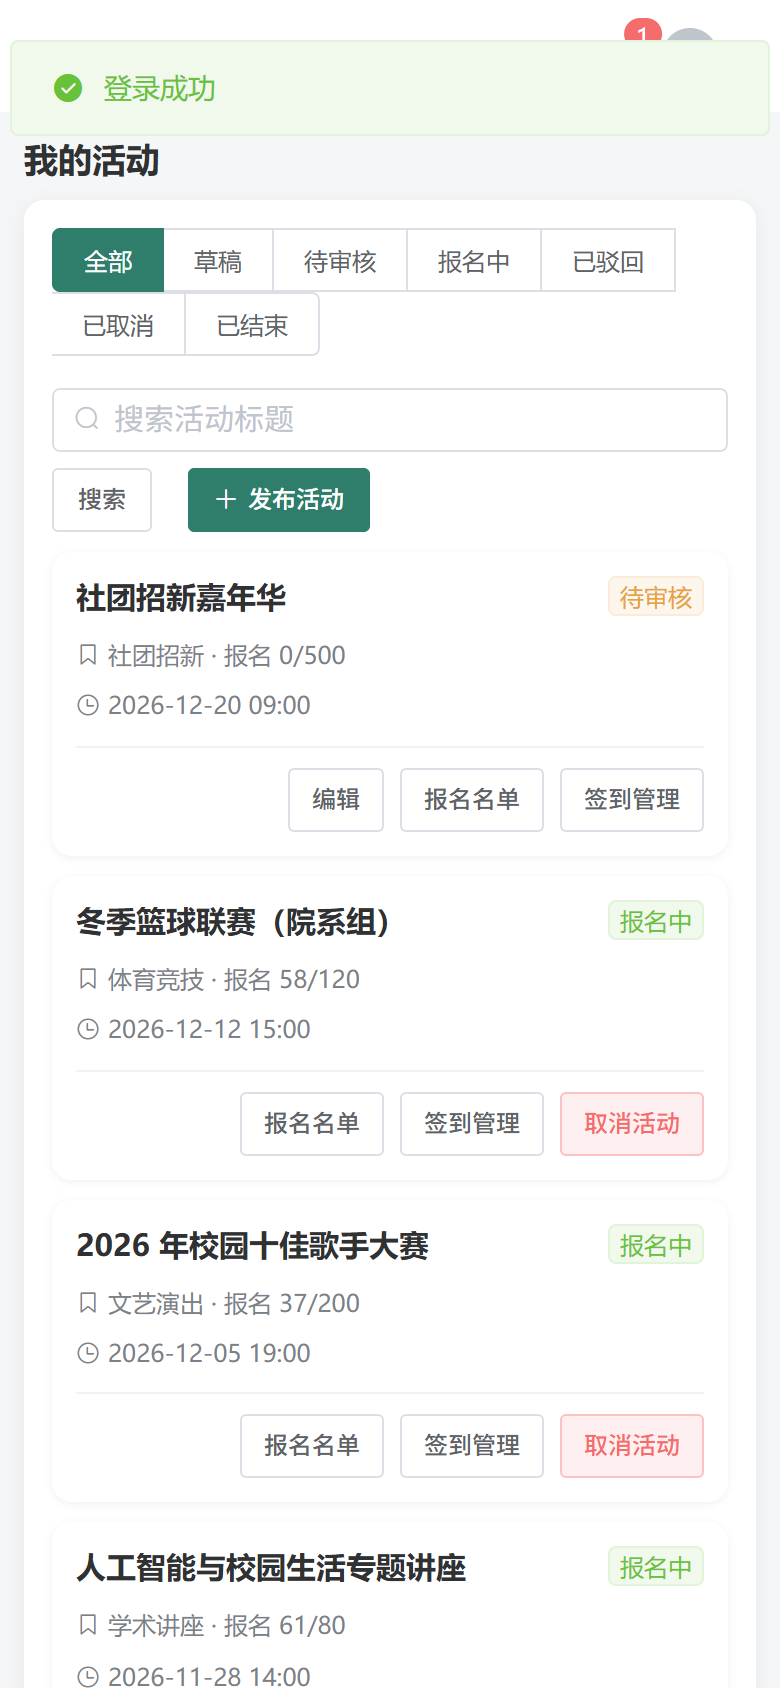 1
登录成功
我的活动
全部 草稿 待审核 报名中 已驳回
已取消 已结束
搜索活动标题
搜索 发布活动
社团招新嘉年华 待审核
社团招新 · 报名 0/500
2026-12-20 09:00
编辑 报名名单 签到管理
冬季篮球联赛（院系组） 报名中
体育竞技 · 报名 58/120
2026-12-12 15:00
报名名单 签到管理 取消活动
2026 年校园十佳歌手大赛 报名中
文艺演出 · 报名 37/200
2026-12-05 19:00
报名名单 签到管理 取消活动
人工智能与校园生活专题讲座 报名中
学术讲座 · 报名 61/80
2026-11-28 14:00